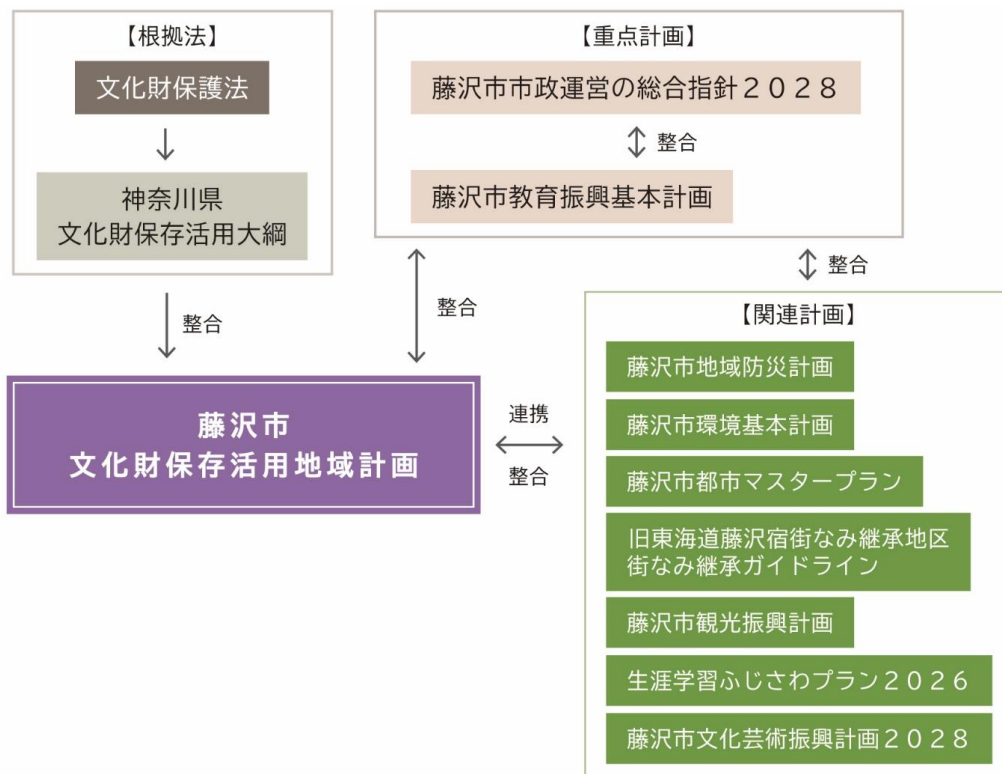 【根拠法】
文化財保護法
神奈川県
文化財保存活用大綱
整合
【重点計画】
藤沢市市政運営の総合指針２０２８
整合
藤沢市教育振興基本計画
整合
整合
藤沢市
文化財保存活用地域計画
連携
整合
【関連計画】
藤沢市地域防災計画
藤沢市環境基本計画
藤沢市都市マスタープラン
旧東海道藤沢宿街なみ継承地区
街なみ継承ガイドライン
藤沢市観光振興計画
生涯学習ふじさわプラン２０２６
藤沢市文化芸術振興計画２０２８